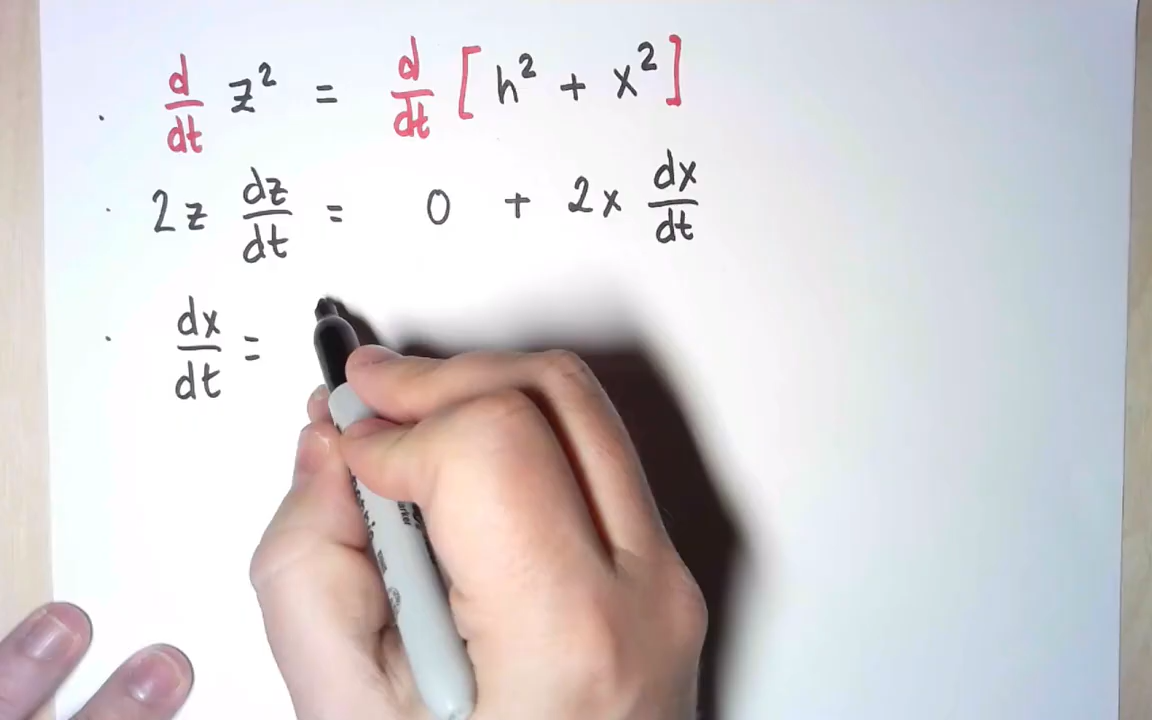 d/dt z² = d/dt [h² + x²]
2z dz/dt = 0 + 2x dx/dt
dx/dt =